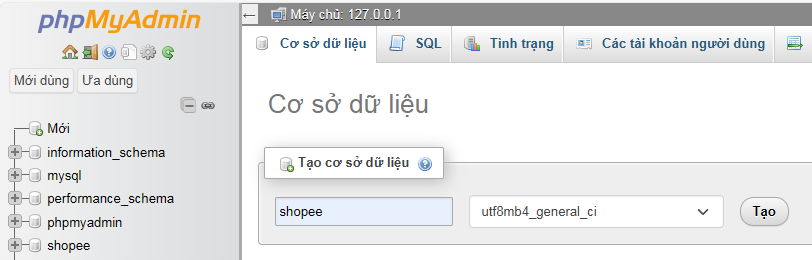 phpMyAdmin
Mới dùng Ưa dùng
Mới
information_schema
mysql
performance_schema
phpmyadmin
shopee
Máy chủ: 127.0.0.1
Cơ sở dữ liệu SQL Tình trạng Các tài khoản người dùng
Cơ sở dữ liệu
Tạo cơ sở dữ liệu
shopee utf8mb4_general_ci Tạo